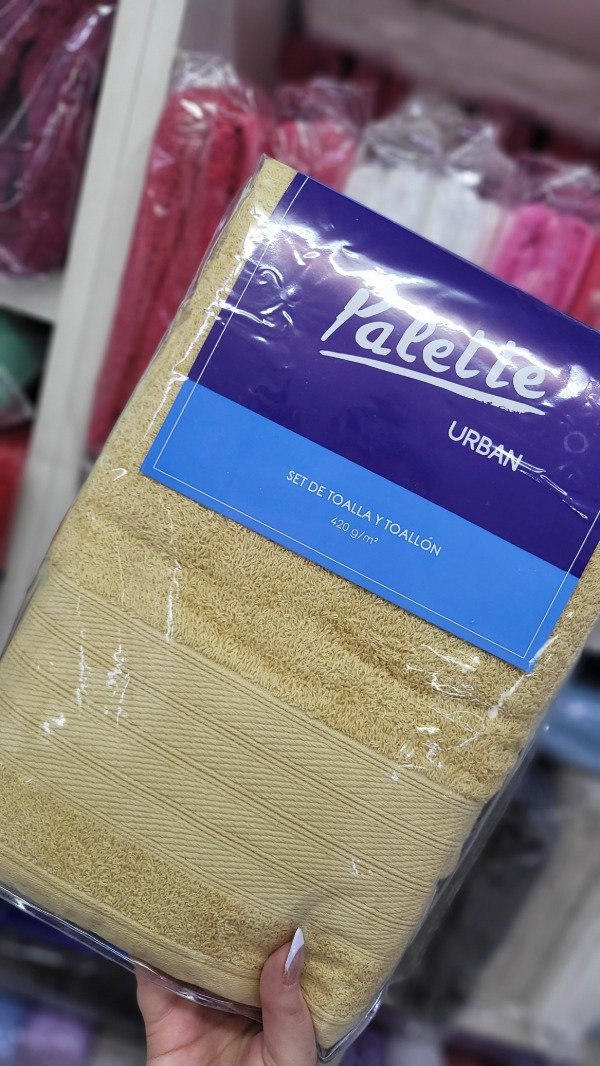 Palette
URBAN
SET DE TOALLA Y TOALLÓN
420 g/m²